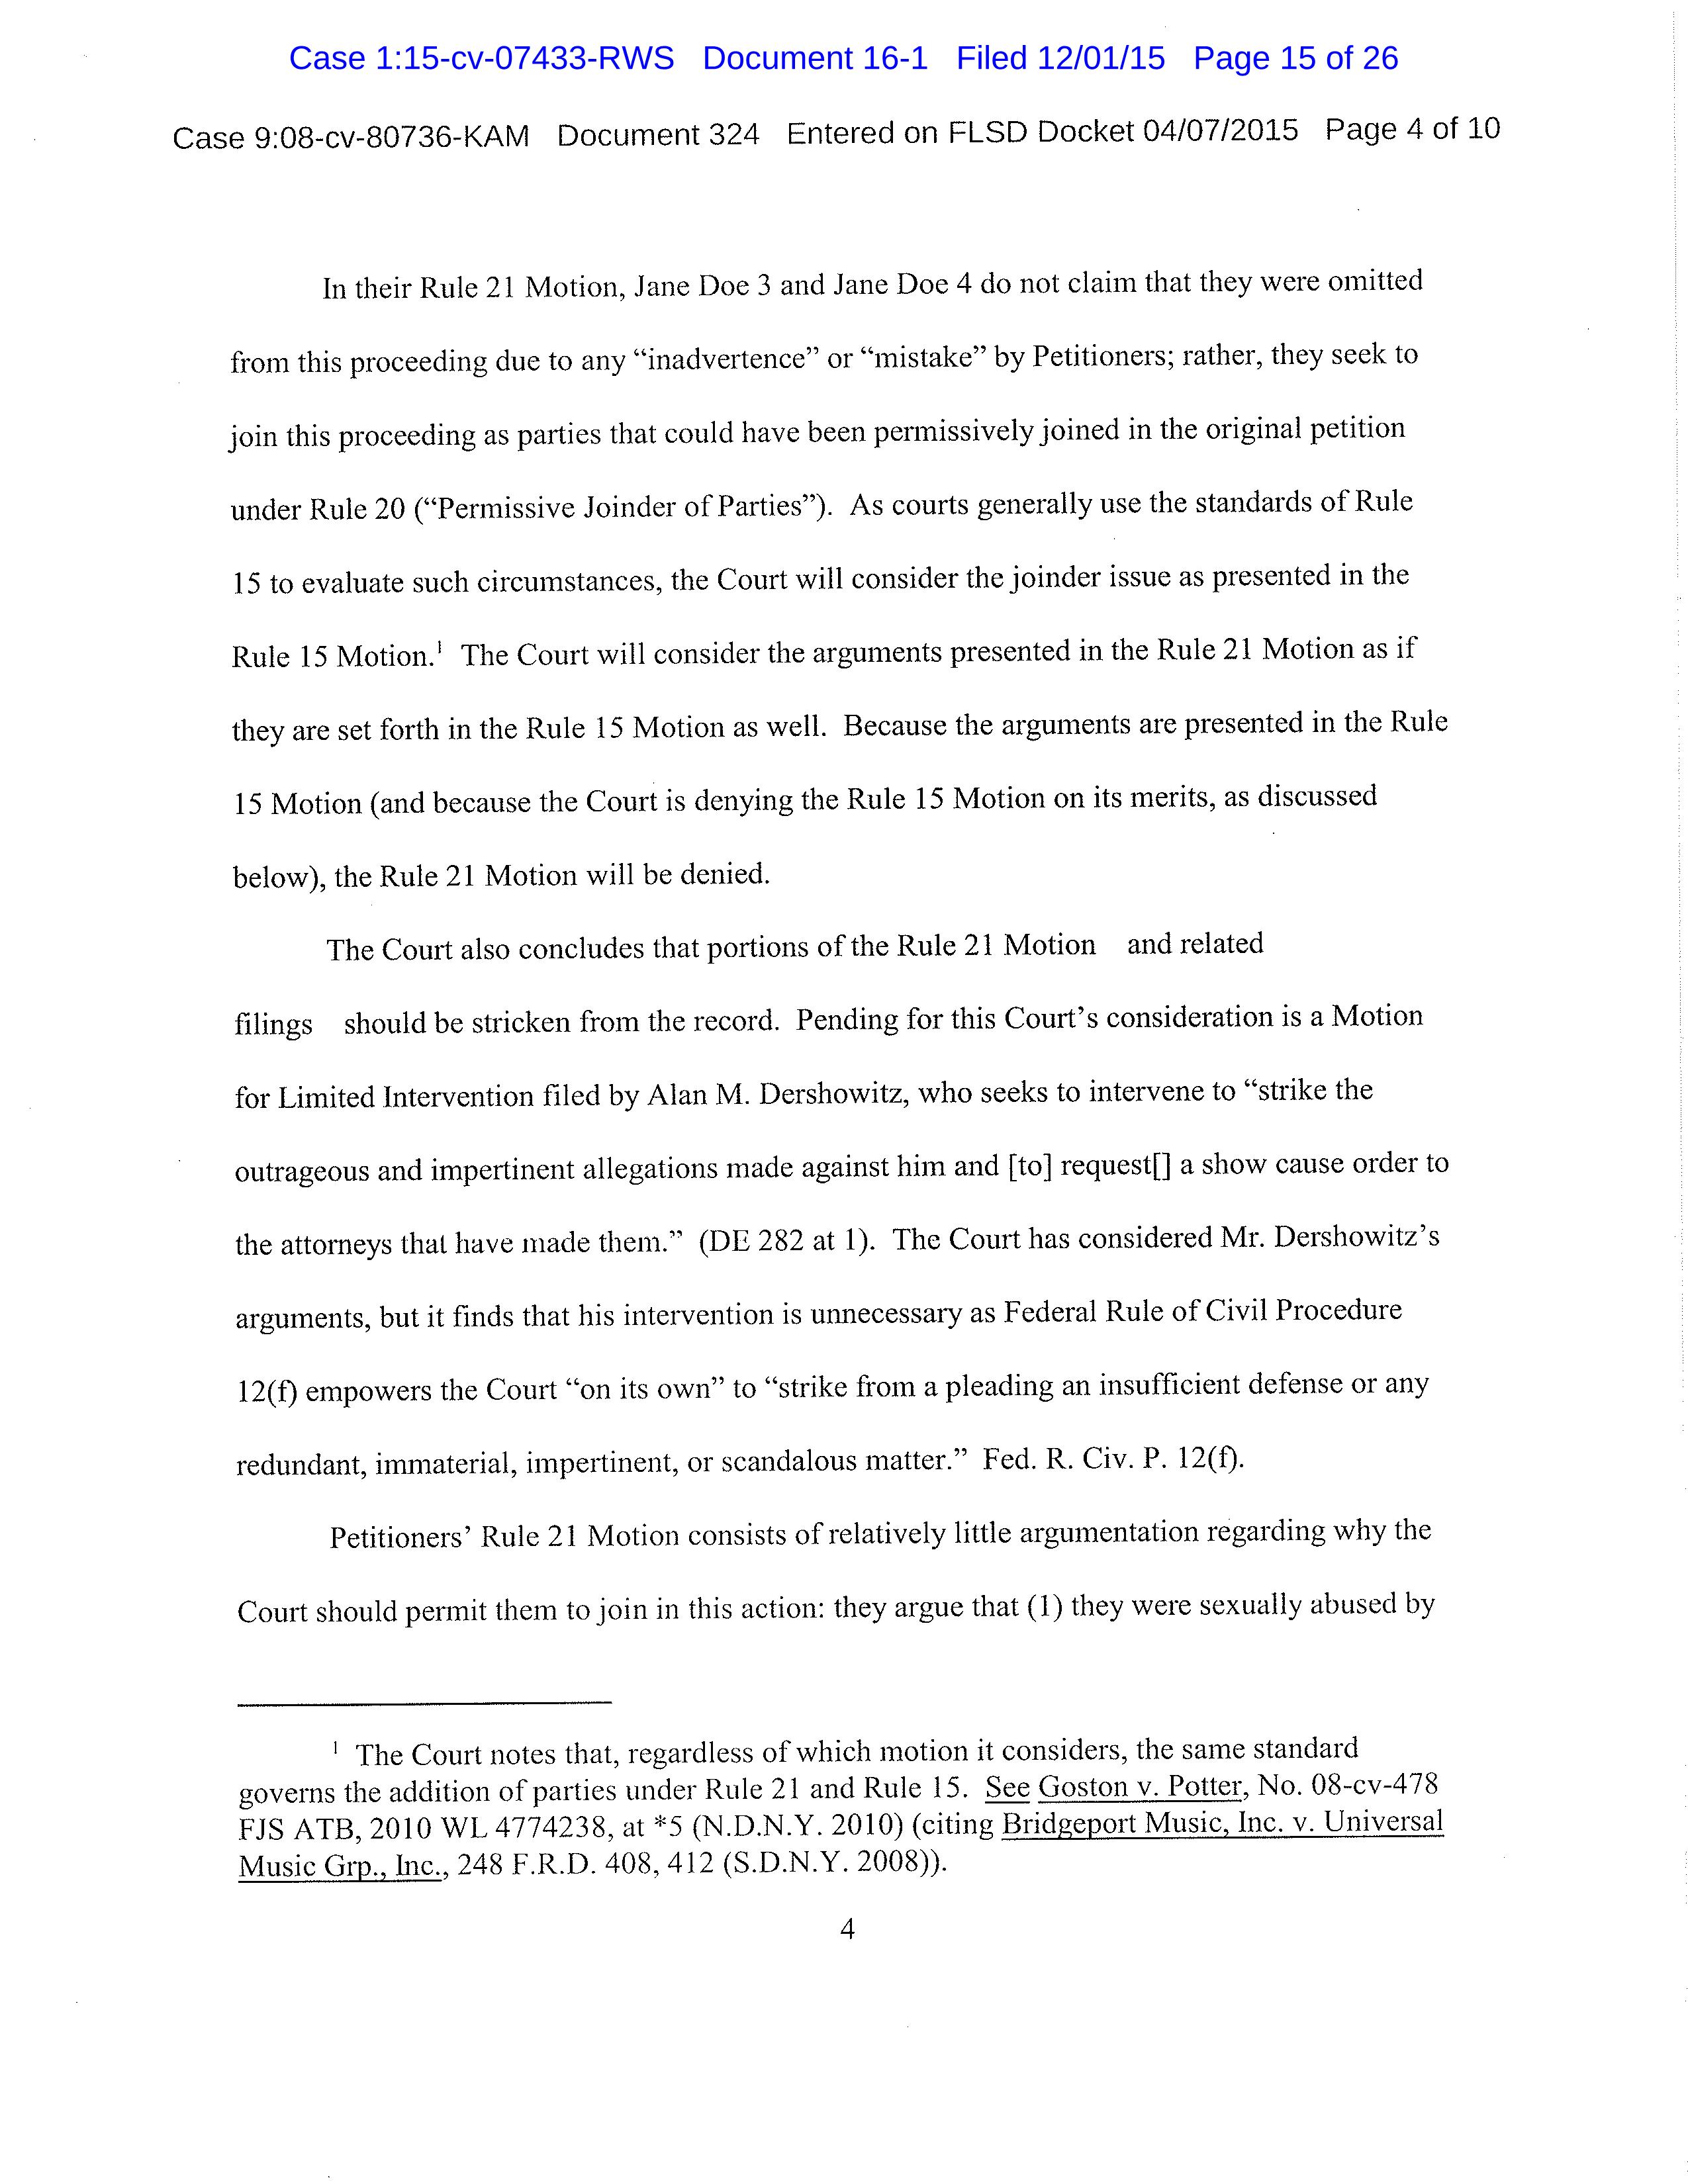 Case 1:15-cv-07433-RWS Document 16-1 Filed 12/01/15 Page 15 of 26
Case 9:08-cv-80736-KAM Document 324 Entered on FLSD Docket 04/07/2015 Page 4 of 10
In their Rule 21 Motion, Jane Doe 3 and Jane Doe 4 do not claim that they were omitted
from this proceeding due to any “inadvertence” or “mistake” by Petitioners; rather, they seek to
join this proceeding as parties that could have been permissively joined in the original petition
under Rule 20 (“Permissive Joinder of Parties”). As courts generally use the standards of Rule
15 to evaluate such circumstances, the Court will consider the joinder issue as presented in the
Rule 15 Motion.¹ The Court will consider the arguments presented in the Rule 21 Motion as if
they are set forth in the Rule 15 Motion as well. Because the arguments are presented in the Rule
15 Motion (and because the Court is denying the Rule 15 Motion on its merits, as discussed
below), the Rule 21 Motion will be denied.
The Court also concludes that portions of the Rule 21 Motion and related
filings should be stricken from the record. Pending for this Court’s consideration is a Motion
for Limited Intervention filed by Alan M. Dershowitz, who seeks to intervene to “strike the
outrageous and impertinent allegations made against him and [to] request[] a show cause order to
the attorneys that have made them.” (DE 282 at 1). The Court has considered Mr. Dershowitz’s
arguments, but it finds that his intervention is unnecessary as Federal Rule of Civil Procedure
12(f) empowers the Court “on its own” to “strike from a pleading an insufficient defense or any
redundant, immaterial, impertinent, or scandalous matter.” Fed. R. Civ. P. 12(f).
Petitioners’ Rule 21 Motion consists of relatively little argumentation regarding why the
Court should permit them to join in this action: they argue that (1) they were sexually abused by
¹ The Court notes that, regardless of which motion it considers, the same standard
governs the addition of parties under Rule 21 and Rule 15. See Goston v. Potter, No. 08-cv-478
FJS ATB, 2010 WL 4774238, at *5 (N.D.N.Y. 2010) (citing Bridgeport Music, Inc. v. Universal
Music Grp., Inc., 248 F.R.D. 408, 412 (S.D.N.Y. 2008)).
4